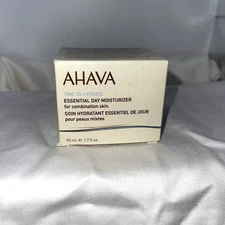 AHAVA
TIME TO HYDRATE
ESSENTIAL DAY MOISTURIZER
for combination skin
SOIN HYDRATANT ESSENTIEL DE JOUR
pour peaux mixtes
50 ml e 1.7 fl.oz